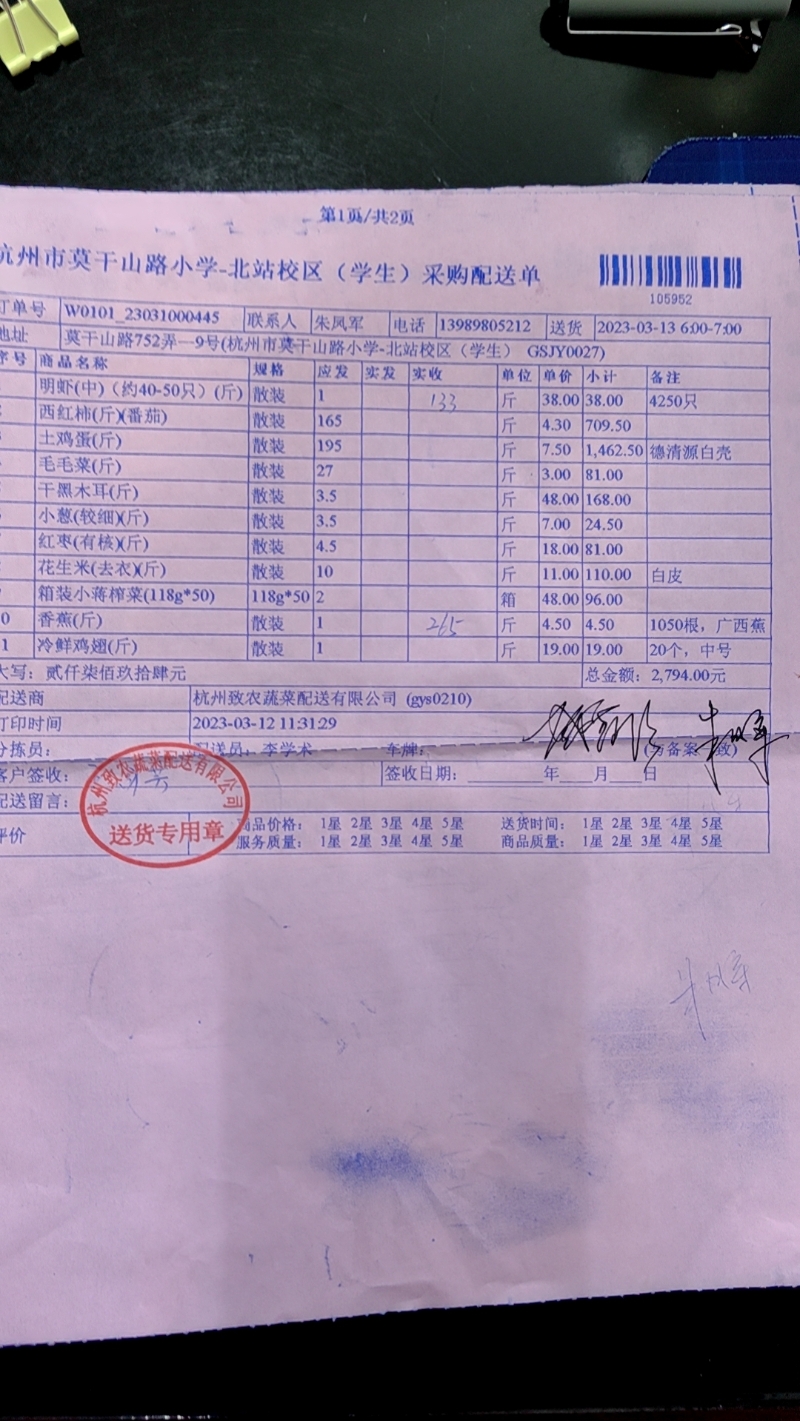 第1页/共2页
杭州市莫干山路小学-北站校区（学生）采购配送单
105952
订单号 W0101_23031000445 联系人 朱凤军 电话 13989805212 送货 2023-03-13 6:00-7:00
地址 莫干山路752弄一9号(杭州市莫干山路小学-北站校区（学生） GSJY0027)
序号 商品名称 规格 应发 实发 实收 单位 单价 小计 备注
明虾(中)（约40-50只）(斤) 散装 1 133 斤 38.00 38.00 4250只
西红柿(斤)(番茄) 散装 165 斤 4.30 709.50
土鸡蛋(斤) 散装 195 斤 7.50 1,462.50 德清源白壳
毛毛菜(斤) 散装 27 斤 3.00 81.00
干黑木耳(斤) 散装 3.5 斤 48.00 168.00
小葱(较细)(斤) 散装 3.5 斤 7.00 24.50
红枣(有核)(斤) 散装 4.5 斤 18.00 81.00
花生米(去衣)(斤) 散装 10 斤 11.00 110.00 白皮
箱装小蒋榨菜(118g*50) 118g*50 2 箱 48.00 96.00
0 香蕉(斤) 散装 1 265 斤 4.50 4.50 1050根，广西蕉
1 冷鲜鸡翅(斤) 散装 1 斤 19.00 19.00 20个，中号
大写：贰仟柒佰玖拾肆元 总金额：2,794.00元
配送商 杭州致农蔬菜配送有限公司 (gys0210)
打印时间 2023-03-12 11:31:29
分拣员： 配送员：李学术 车牌：
客户签收： 签收日期：________年___月___日
配送留言：
杭州致农蔬菜配送有限公司
送货专用章
评价 商品价格： 1星 2星 3星 4星 5星 送货时间： 1星 2星 3星 4星 5星
服务质量： 1星 2星 3星 4星 5星 商品质量： 1星 2星 3星 4星 5星